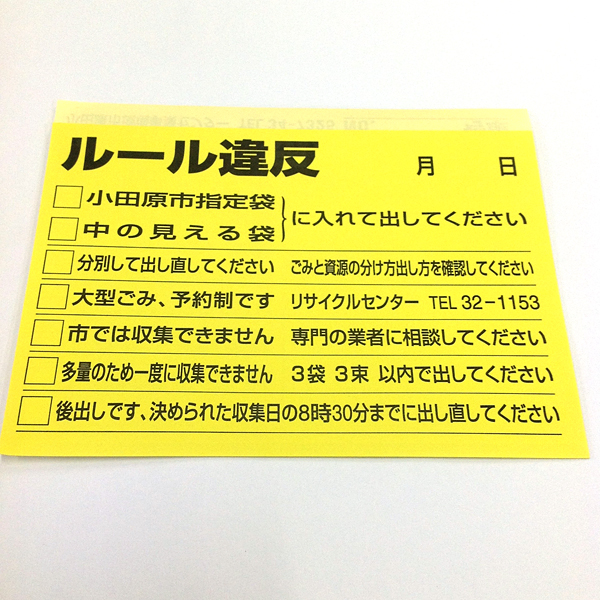 ルール違反 月 日
小田原市指定袋
中の見える袋
に入れて出してください
分別して出し直してください ごみと資源の分け方出し方を確認してください
大型ごみ、予約制です リサイクルセンター TEL 32-1153
市では収集できません 専門の業者に相談してください
多量のため一度に収集できません 3袋 3束 以内で出してください
後出しです、決められた収集日の8時30分までに出し直してください